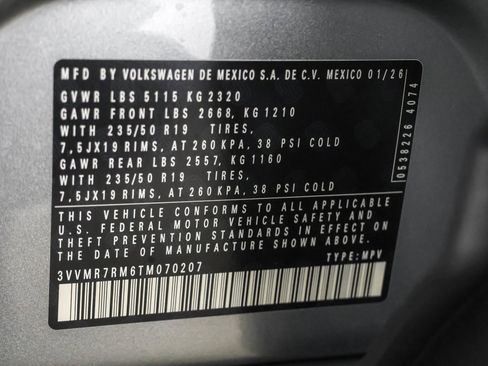 MFD BY VOLKSWAGEN DE MEXICO S.A. DE C.V. MEXICO 01/26
GVWR LBS 5115 KG 2320
GAWR FRONT LBS 2668, KG 1210
WITH 235/50 R19 TIRES,
7,5JX19 RIMS, AT 260 KPA, 38 PSI COLD
GAWR REAR LBS 2557, KG 1160
WITH 235/50 R19 TIRES,
7,5JX19 RIMS, AT 260 KPA, 38 PSI COLD
THIS VEHICLE CONFORMS TO ALL APPLICABLE
U.S. FEDERAL MOTOR VEHICLE SAFETY AND
THEFT PREVENTION STANDARDS IN EFFECT ON
THE DATE OF MANUFACTURE SHOWN ABOVE.
3VVMR7RM6TM070207 TYPE: MPV
0538226 4074